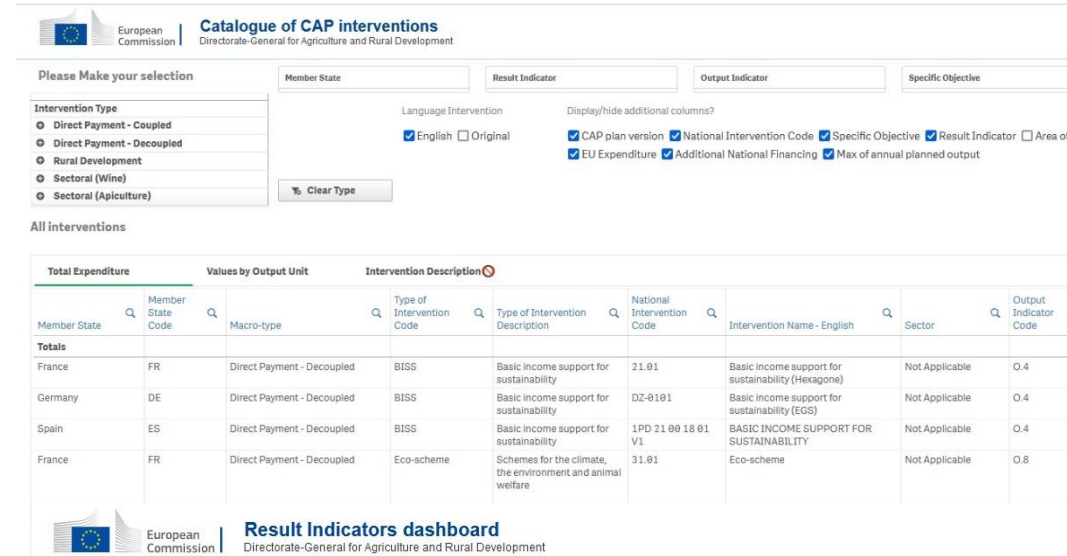 European
Commission
Catalogue of CAP interventions
Directorate-General for Agriculture and Rural Development
Please Make your selection
Member State
Result Indicator
Output Indicator
Specific Objective
Intervention Type
Direct Payment - Coupled
Direct Payment - Decoupled
Rural Development
Sectoral (Wine)
Sectoral (Apiculture)
Language Intervention
English Original
Display/hide additional columns?
CAP plan version National Intervention Code Specific Objective Result Indicator Area of
EU Expenditure Additional National Financing Max of annual planned output
Clear Type
All interventions
Total Expenditure Values by Output Unit Intervention Description
Member State
Member State Code
Macro-type
Type of Intervention Code
Type of Intervention Description
National Intervention Code
Intervention Name - English
Sector
Output Indicator Code
Totals
France FR Direct Payment - Decoupled BISS Basic income support for sustainability 21.01 Basic income support for sustainability (Hexagone) Not Applicable O.4
Germany DE Direct Payment - Decoupled BISS Basic income support for sustainability DZ-0101 Basic income support for sustainability (EGS) Not Applicable O.4
Spain ES Direct Payment - Decoupled BISS Basic income support for sustainability 1PD 21 00 18 01 V1 BASIC INCOME SUPPORT FOR SUSTAINABILITY Not Applicable O.4
France FR Direct Payment - Decoupled Eco-scheme Schemes for the climate, the environment and animal welfare 31.01 Eco-scheme Not Applicable O.8
European
Commission
Result Indicators dashboard
Directorate-General for Agriculture and Rural Development